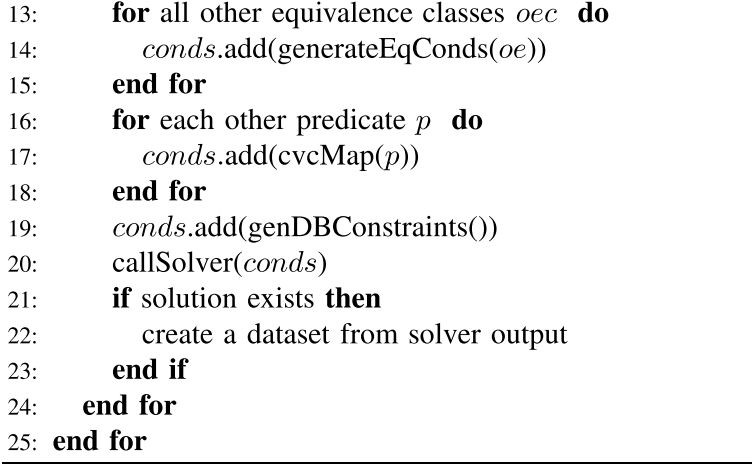 13: for all other equivalence classes oec do
14: conds.add(generateEqConds(oe))
15: end for
16: for each other predicate p do
17: conds.add(cvcMap(p))
18: end for
19: conds.add(genDBConstraints())
20: callSolver(conds)
21: if solution exists then
22: create a dataset from solver output
23: end if
24: end for
25: end for